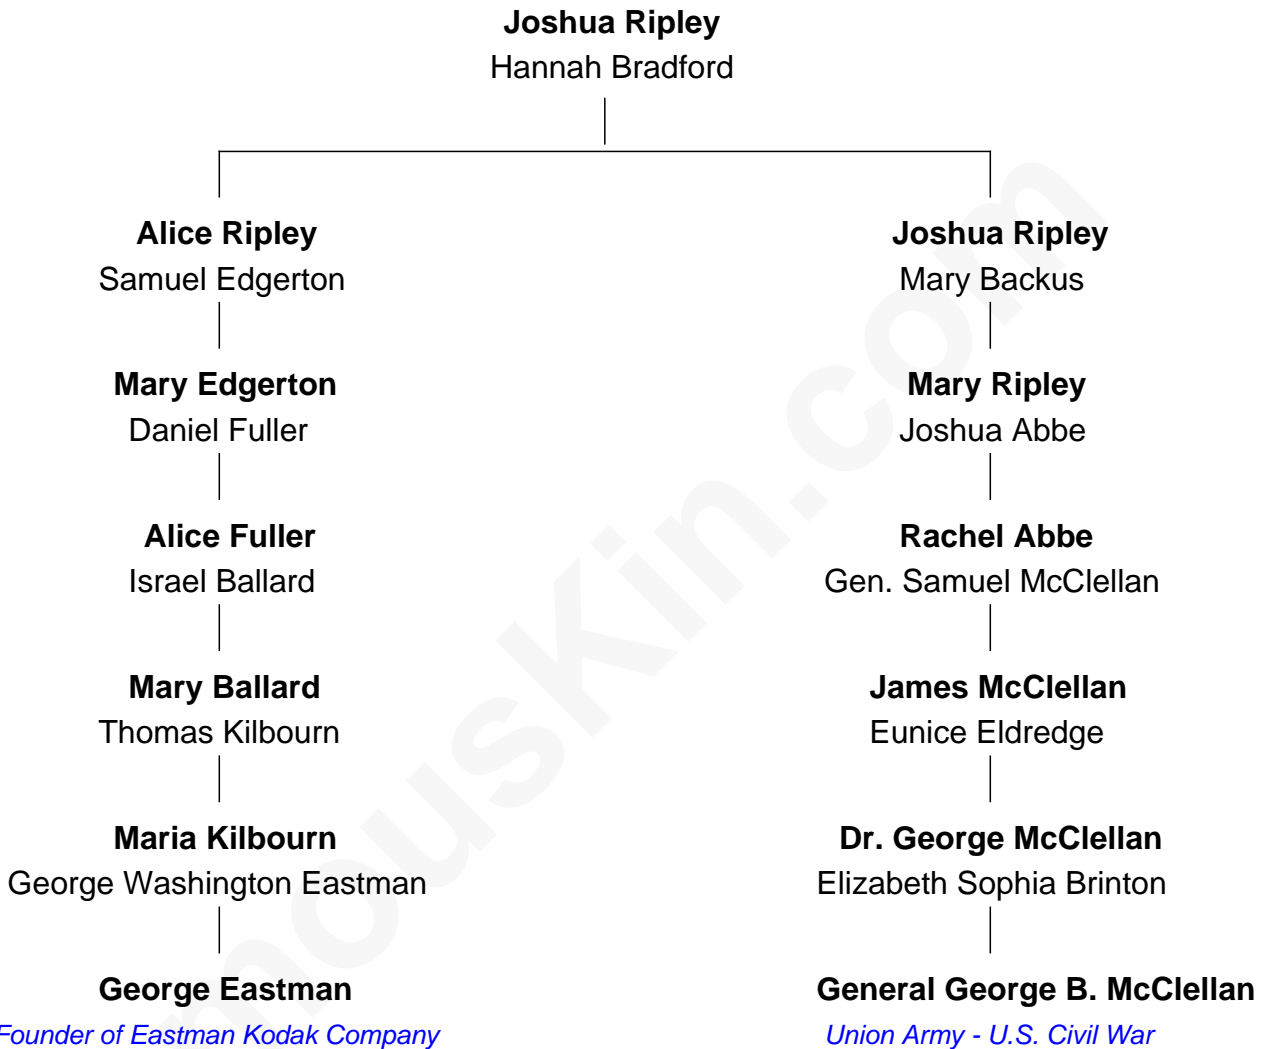 Joshua Ripley
Hannah Bradford
Alice Ripley
Samuel Edgerton
Joshua Ripley
Mary Backus
Mary Edgerton
Daniel Fuller
Mary Ripley
Joshua Abbe
Alice Fuller
Israel Ballard
Rachel Abbe
Gen. Samuel McClellan
Mary Ballard
Thomas Kilbourn
James McClellan
Eunice Eldredge
Maria Kilbourn
George Washington Eastman
Dr. George McClellan
Elizabeth Sophia Brinton
George Eastman
Founder of Eastman Kodak Company
General George B. McClellan
Union Army - U.S. Civil War
mousKin.com